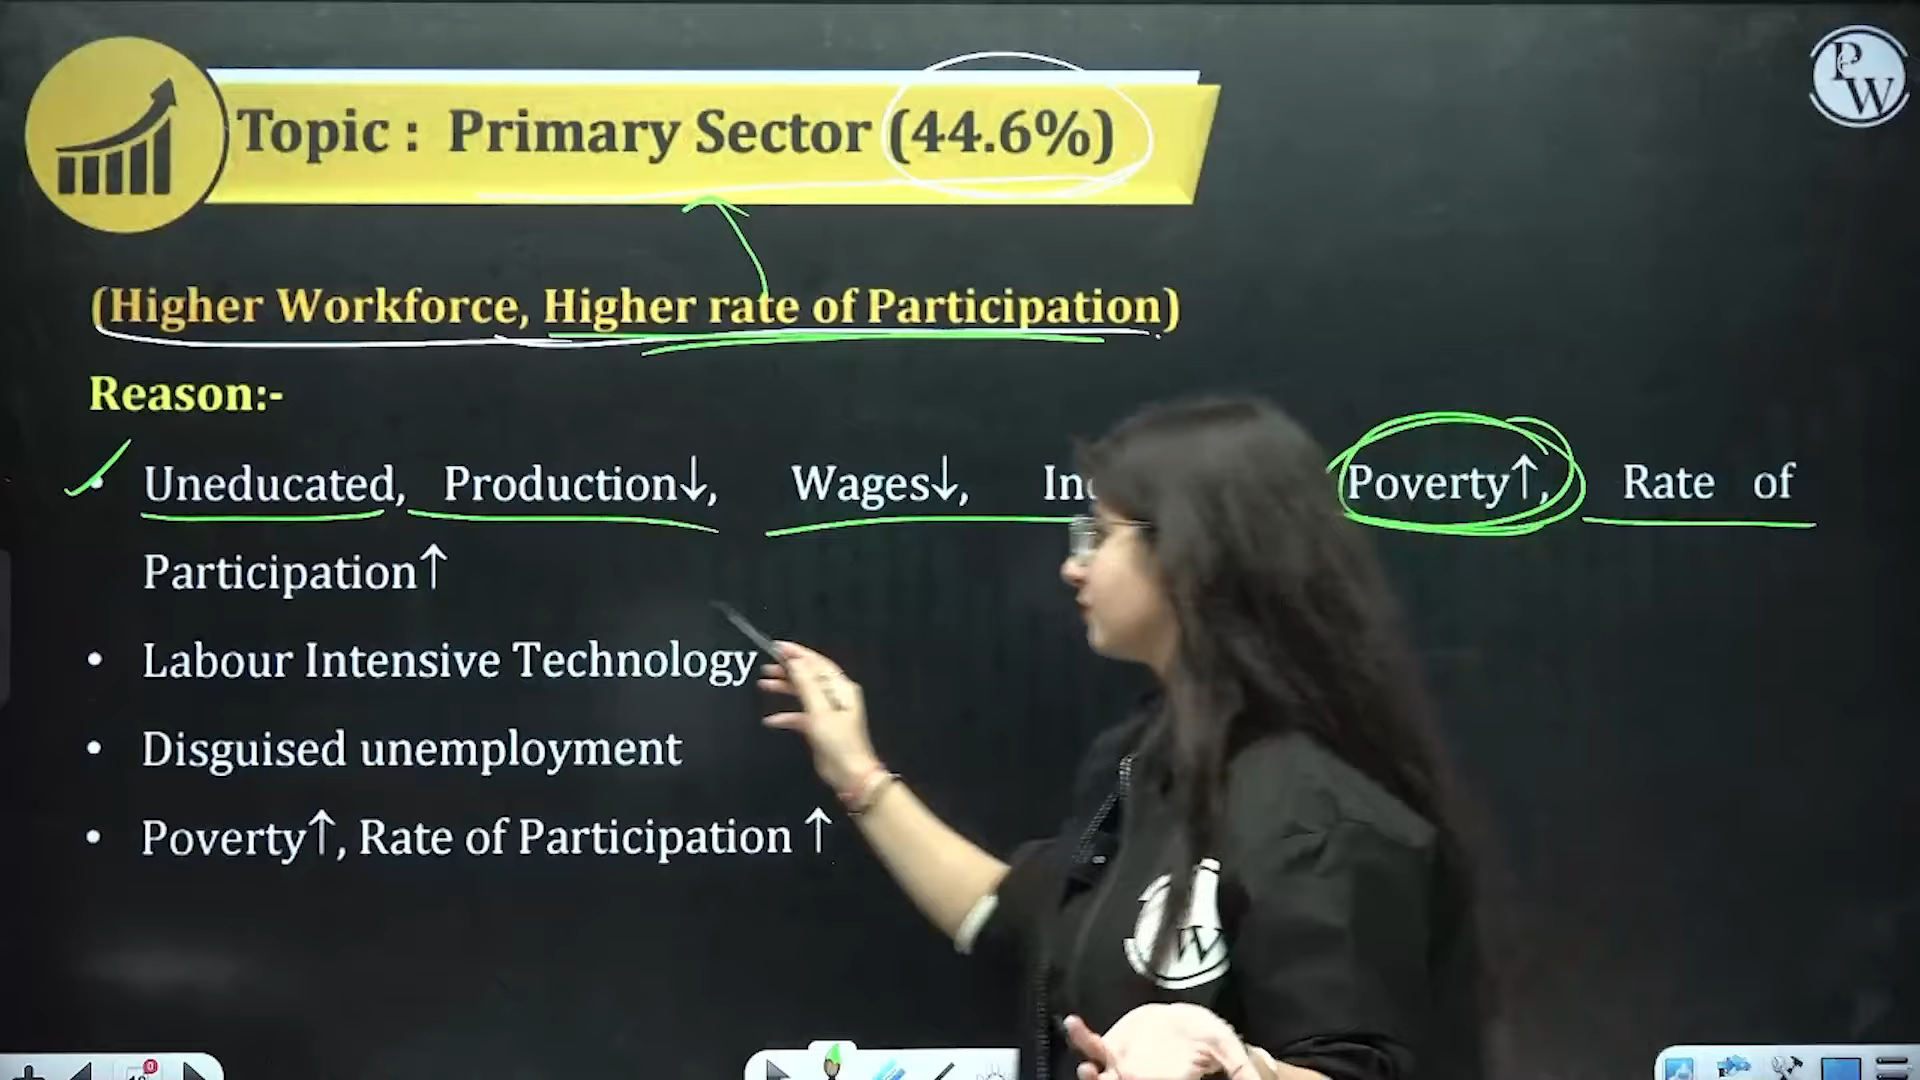 Topic : Primary Sector (44.6%)
PW
(Higher Workforce, Higher rate of Participation)
Reason:-
• Uneducated, Production↓, Wages↓, Poverty↑, Rate of
Participation↑
• Labour Intensive Technology
• Disguised unemployment
• Poverty↑, Rate of Participation ↑
W